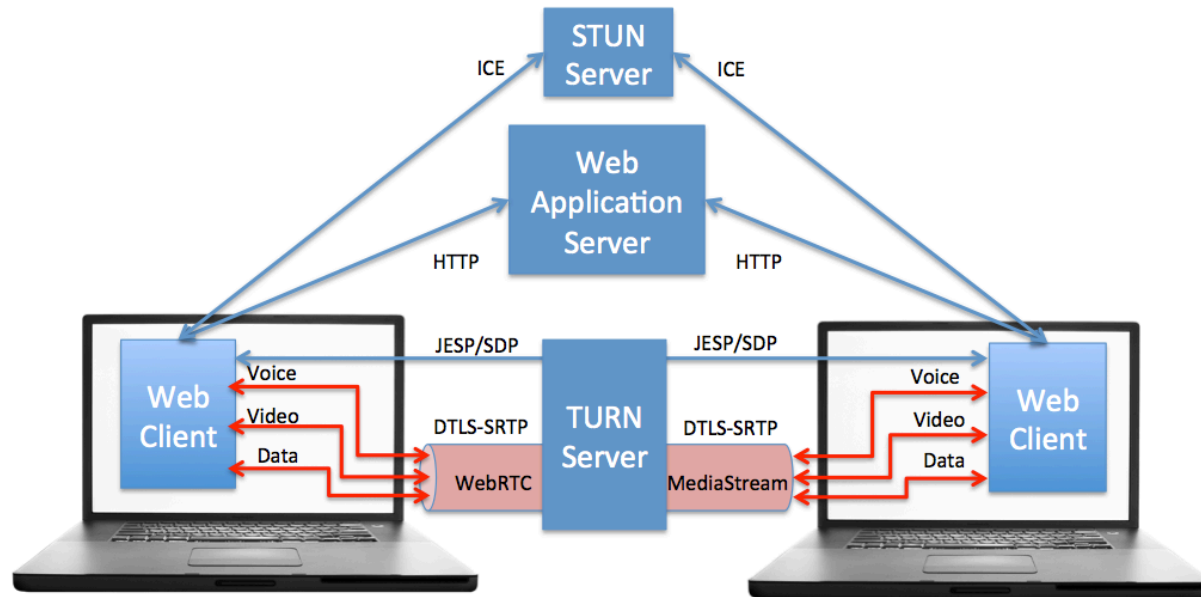 STUN
Server
ICE
ICE
Web
Application
Server
HTTP
HTTP
JESP/SDP
JESP/SDP
Web
Client
Voice
Video
Data
DTLS-SRTP
WebRTC
TURN
Server
DTLS-SRTP
MediaStream
Voice
Video
Data
Web
Client